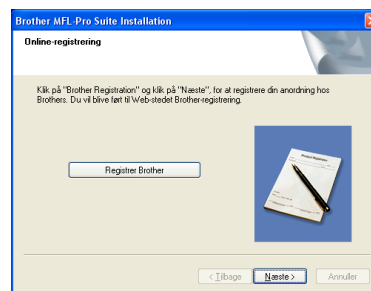 Brother MFL-Pro Suite Installation
Online-registrering
Klik på "Brother Registration" og klik på "Næste", for at registrere din anordning hos
Brothers. Du vil blive ført til Web-stedet Brother-registrering.
Registrer Brother
< Tilbage
Næste >
Annuller